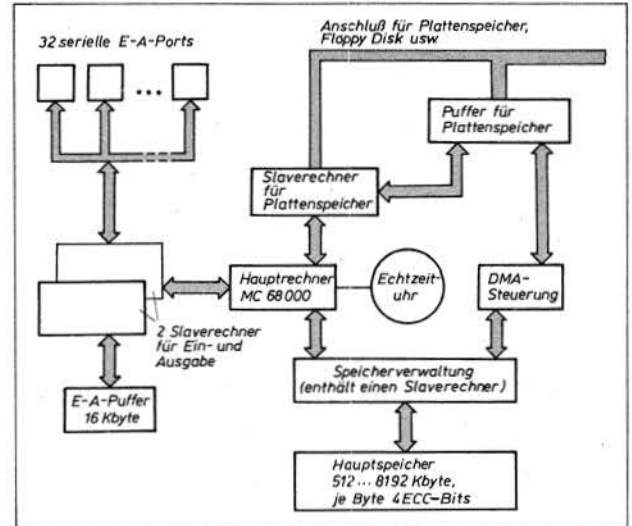 32 serielle E-A-Ports
Anschluß für Plattenspeicher,
Floppy Disk usw
Puffer für
Plattenspeicher
Slaverechner
für
Plattenspeicher
Hauptrechner
MC 68000
Echtzeit-
uhr
DMA-
Steuerung
2 Slaverechner
für Ein- und
Ausgabe
E-A-Puffer
16 Kbyte
Speicherverwaltung
(enthält einen Slaverechner)
Hauptspeicher
512... 8192 Kbyte,
je Byte 4ECC-Bits